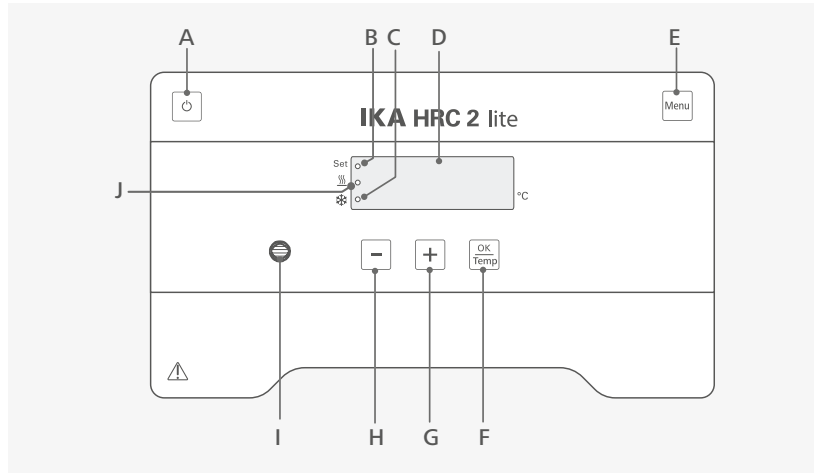 A B C D E
Menu
IKA HRC 2 lite
Set
J
°C
OK
Temp
I H G F